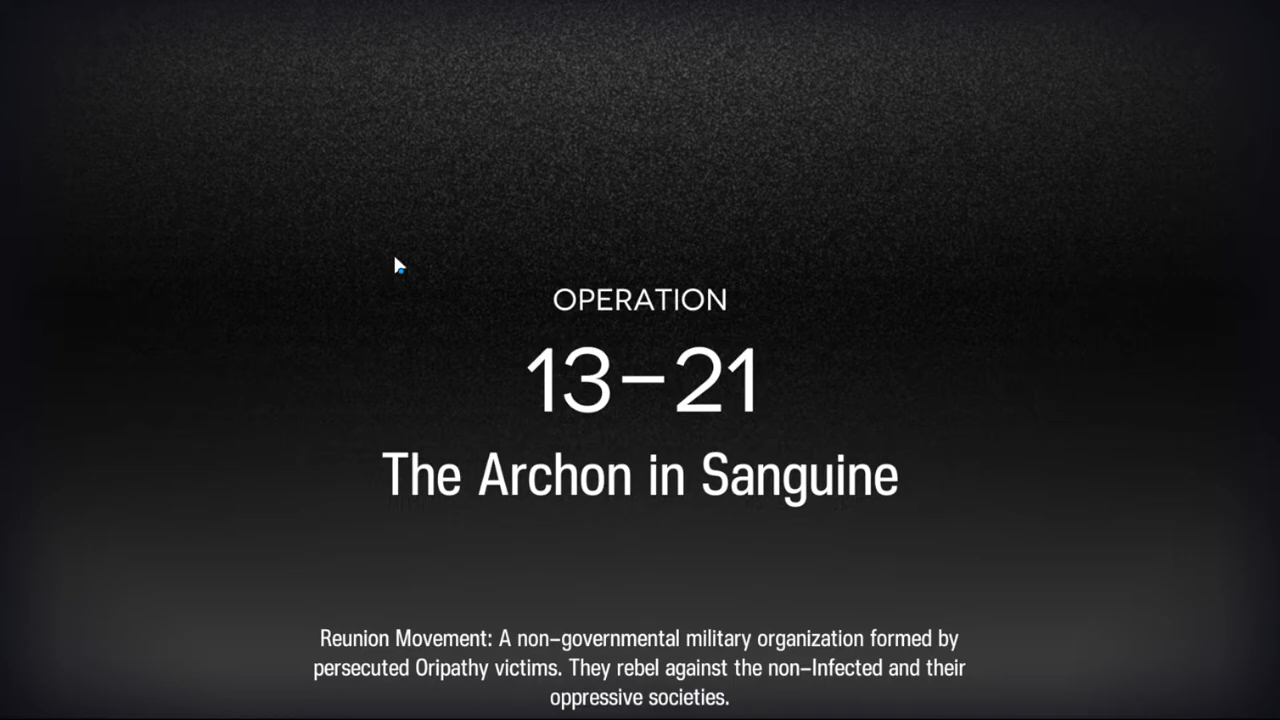 OPERATION
13-21
The Archon in Sanguine
Reunion Movement: A non-governmental military organization formed by
persecuted Oripathy victims. They rebel against the non-Infected and their
oppressive societies.